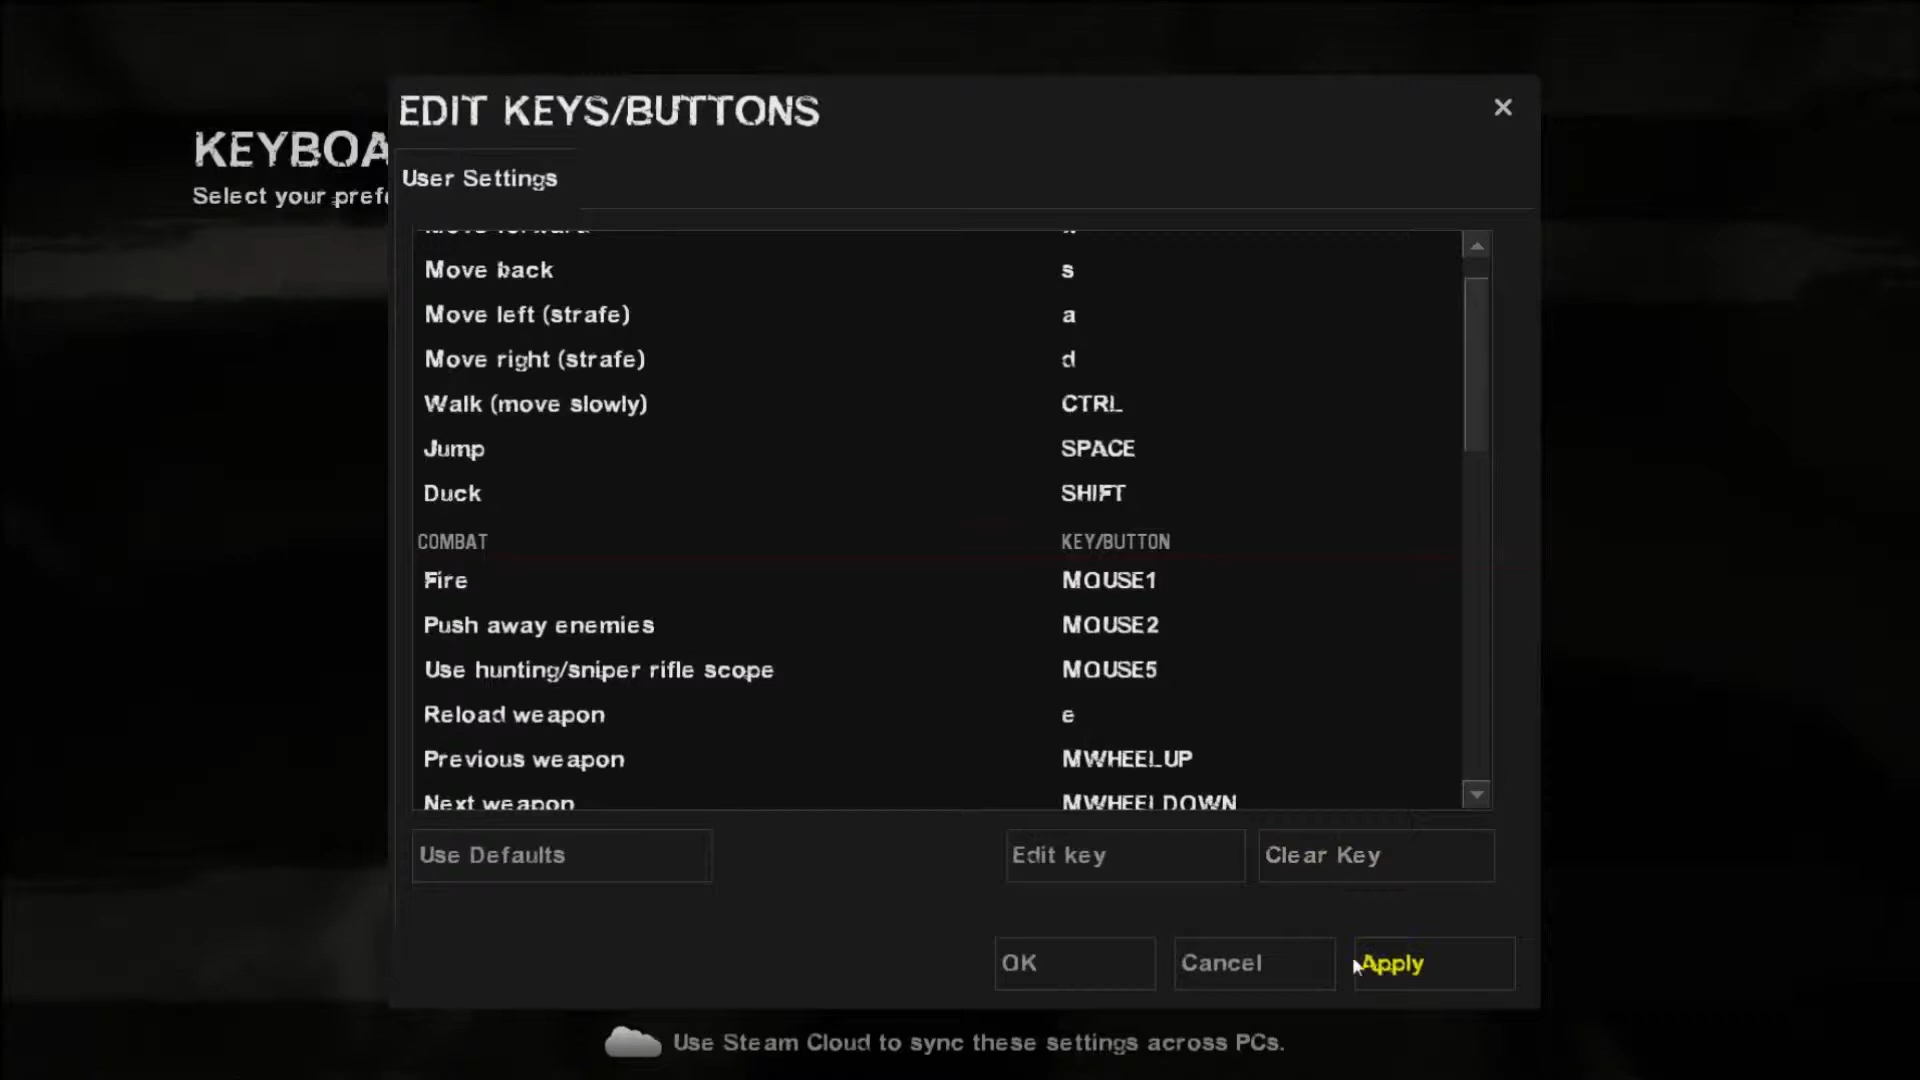 EDIT KEYS/BUTTONS
KEYBOA
Select your prefe
User Settings
Move forward w
Move back s
Move left (strafe) a
Move right (strafe) d
Walk (move slowly) CTRL
Jump SPACE
Duck SHIFT
COMBAT KEY/BUTTON
Fire MOUSE1
Push away enemies MOUSE2
Use hunting/sniper rifle scope MOUSE5
Reload weapon e
Previous weapon MWHEELUP
Next weapon MWHEELDOWN
Use Defaults Edit key Clear Key
OK Cancel Apply
Use Steam Cloud to sync these settings across PCs.